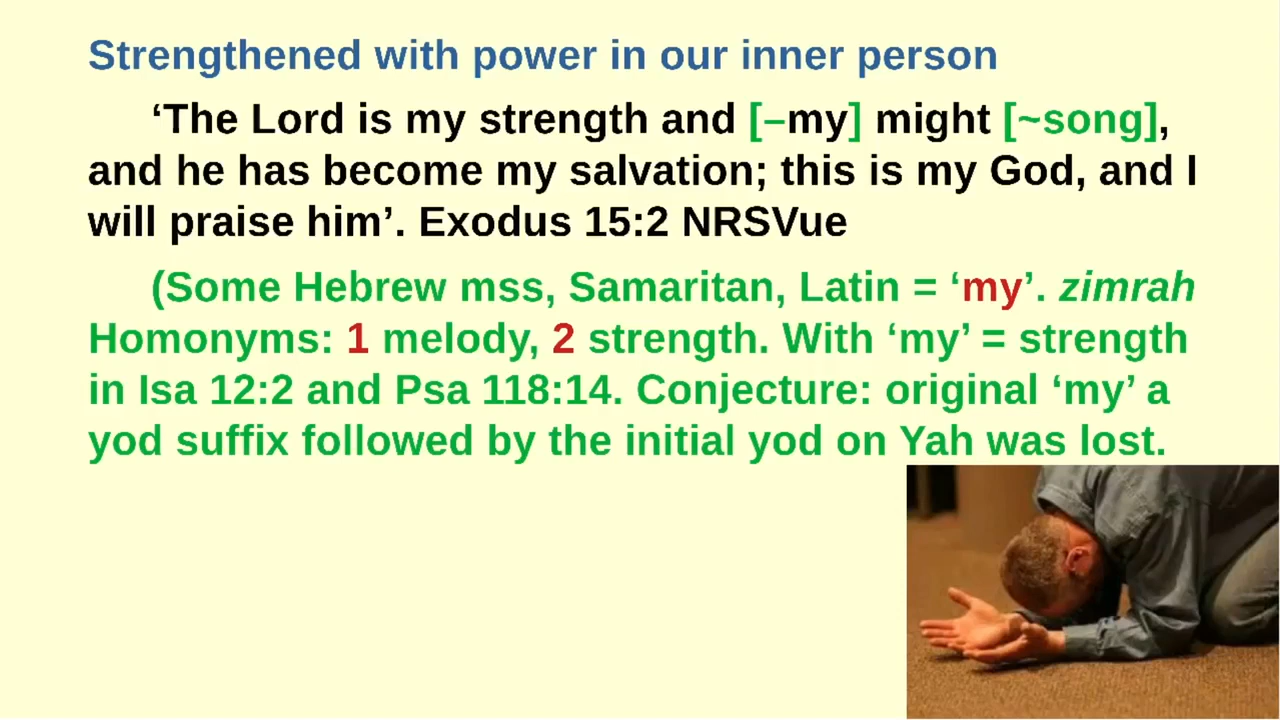 Strengthened with power in our inner person
‘The Lord is my strength and [–my] might [~song],
and he has become my salvation; this is my God, and I
will praise him’. Exodus 15:2 NRSVue
(Some Hebrew mss, Samaritan, Latin = ‘my’. zimrah
Homonyms: 1 melody, 2 strength. With ‘my’ = strength
in Isa 12:2 and Psa 118:14. Conjecture: original ‘my’ a
yod suffix followed by the initial yod on Yah was lost.